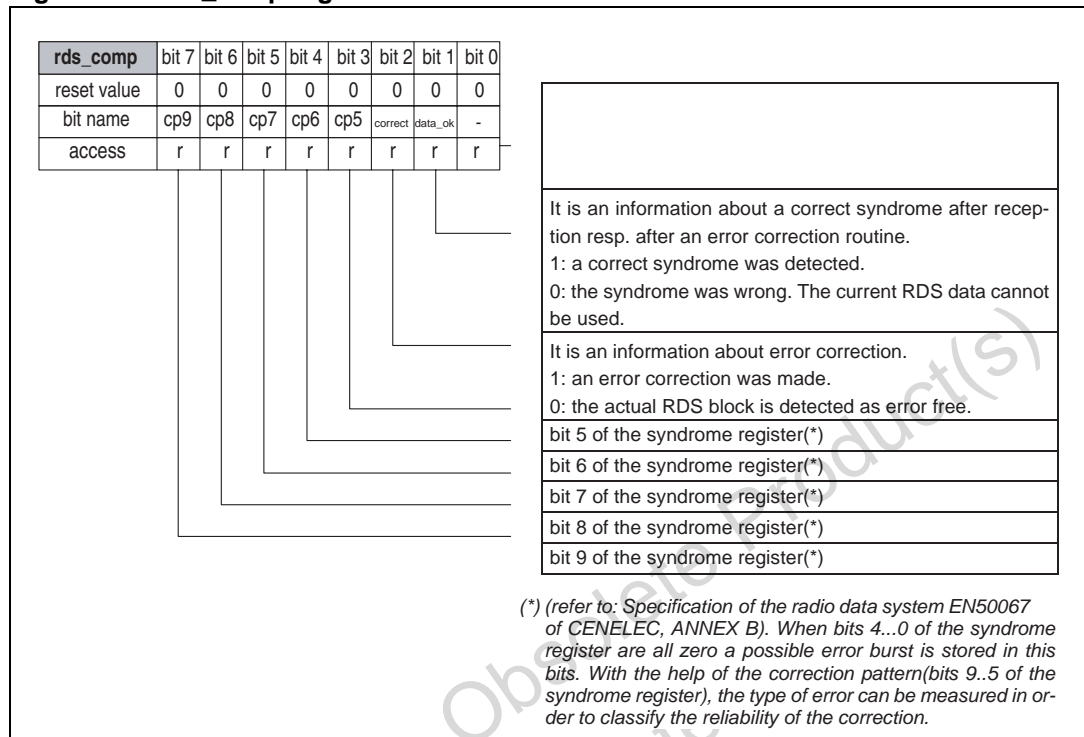 rds_comp bit 7 bit 6 bit 5 bit 4 bit 3 bit 2 bit 1 bit 0
reset value 0 0 0 0 0 0 0 0
bit name cp9 cp8 cp7 cp6 cp5 correct data_ok -
access r r r r r r r r
It is an information about a correct syndrome after recep-
tion resp. after an error correction routine.
1: a correct syndrome was detected.
0: the syndrome was wrong. The current RDS data cannot
be used.
It is an information about error correction.
1: an error correction was made.
0: the actual RDS block is detected as error free.
bit 5 of the syndrome register(*)
bit 6 of the syndrome register(*)
bit 7 of the syndrome register(*)
bit 8 of the syndrome register(*)
bit 9 of the syndrome register(*)
(*) (refer to: Specification of the radio data system EN50067
of CENELEC, ANNEX B). When bits 4...0 of the syndrome
register are all zero a possible error burst is stored in this
bits. With the help of the correction pattern(bits 9..5 of the
syndrome register), the type of error can be measured in or-
der to classify the reliability of the correction.
Obsolete Product(s)